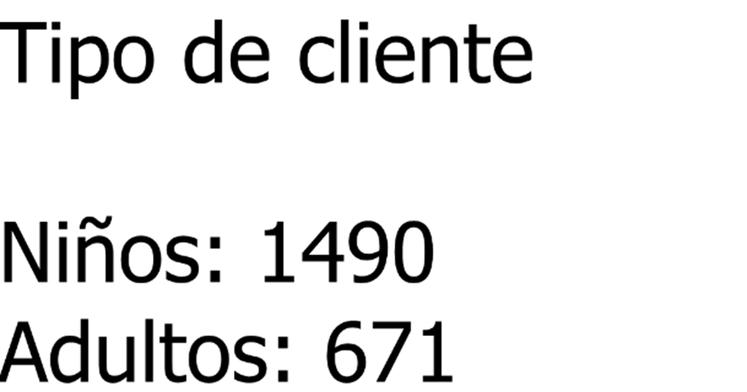 Tipo de cliente
Niños: 1490
Adultos: 671